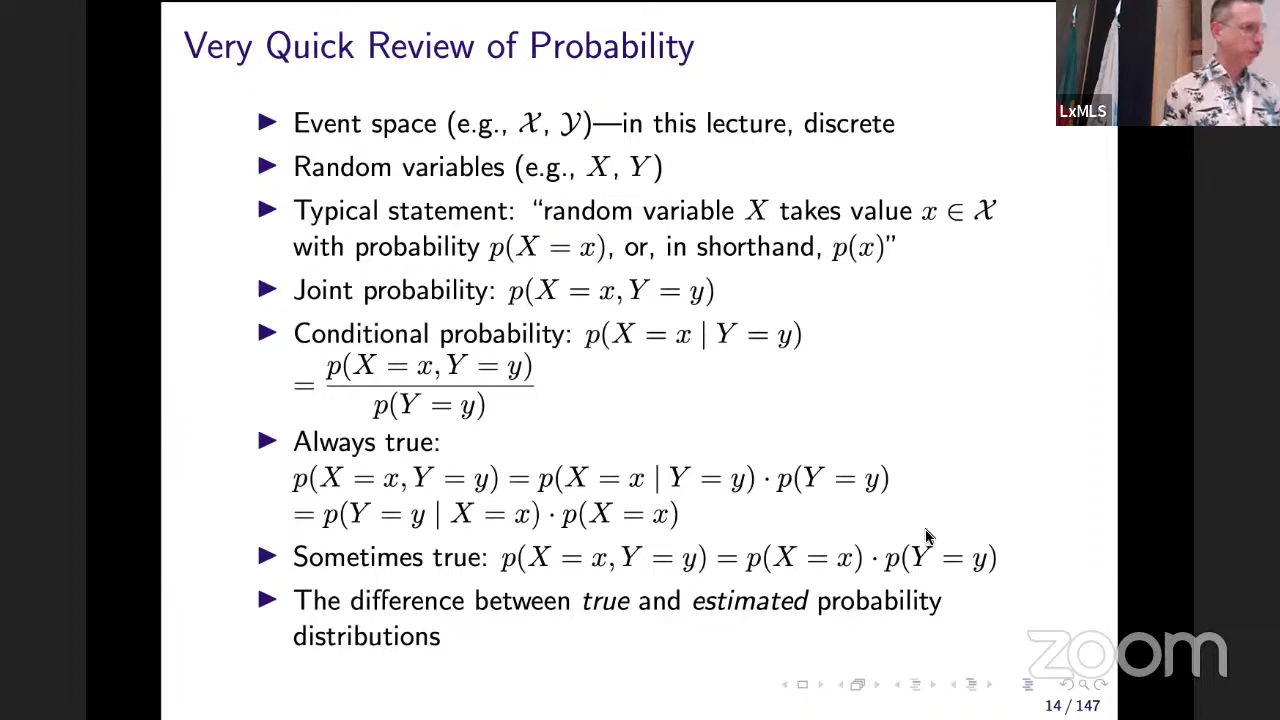 Very Quick Review of Probability
LxMLS
▶ Event space (e.g., 𝒳, 𝒴)—in this lecture, discrete
▶ Random variables (e.g., X, Y)
▶ Typical statement: “random variable X takes value x ∈ 𝒳
with probability p(X = x), or, in shorthand, p(x)”
▶ Joint probability: p(X = x, Y = y)
▶ Conditional probability: p(X = x | Y = y)
= p(X = x, Y = y) / p(Y = y)
▶ Always true:
p(X = x, Y = y) = p(X = x | Y = y) · p(Y = y)
= p(Y = y | X = x) · p(X = x)
▶ Sometimes true: p(X = x, Y = y) = p(X = x) · p(Y = y)
▶ The difference between true and estimated probability
distributions
zoom
14 / 147